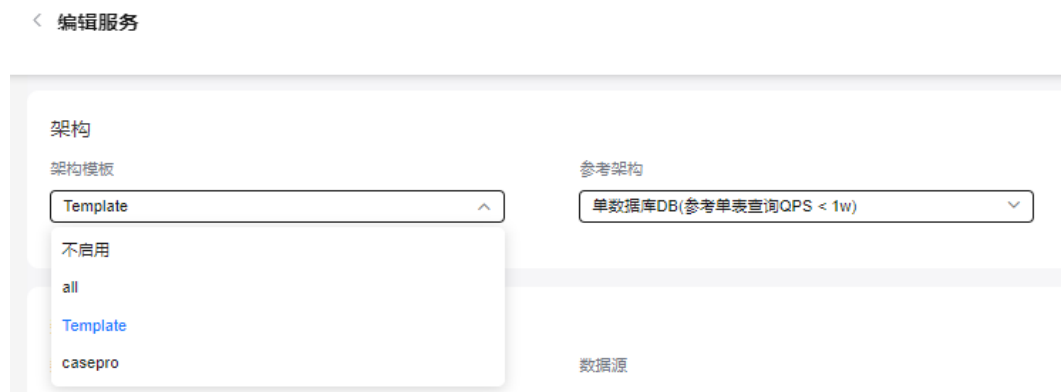 编辑服务
架构
架构模板
参考架构
Template
单数据库DB(参考单表查询QPS < 1w)
不启用
all
Template
casepro
数据源